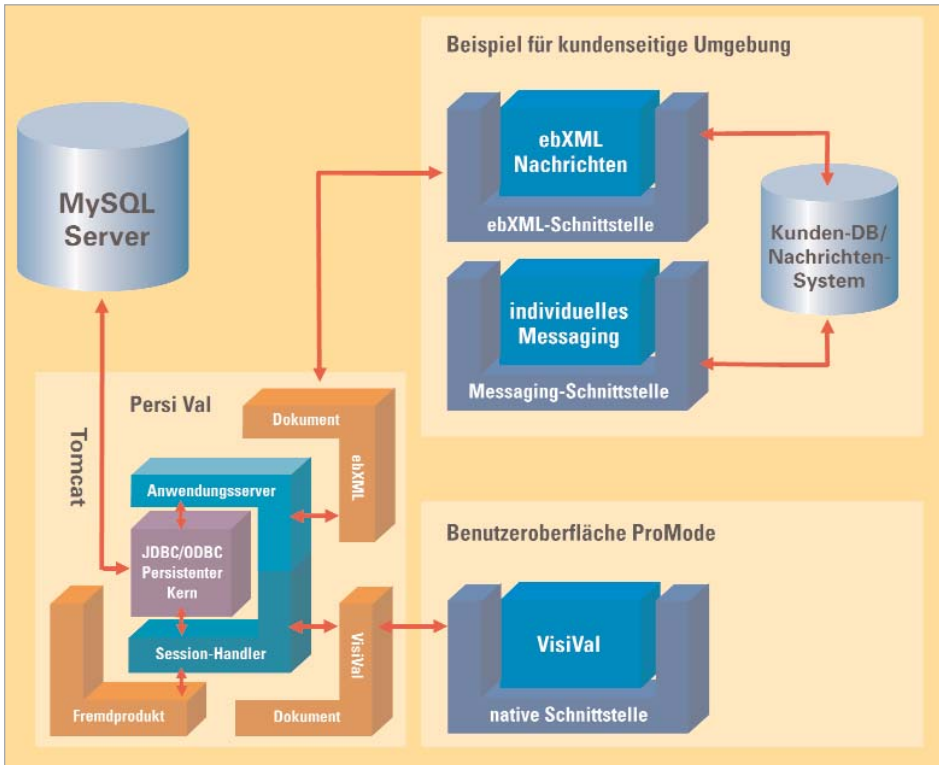 Beispiel für kundenseitige Umgebung
MySQL
Server
ebXML
Nachrichten
ebXML-Schnittstelle
Kunden-DB/
Nachrichten-
System
individuelles
Messaging
Messaging-Schnittstelle
Persi Val
Tomcat
Dokument
ebXML
Anwendungsserver
JDBC/ODBC
Persistenter
Kern
Session-Handler
Fremdprodukt
VisiVal
Dokument
Benutzeroberfläche ProMode
VisiVal
native Schnittstelle